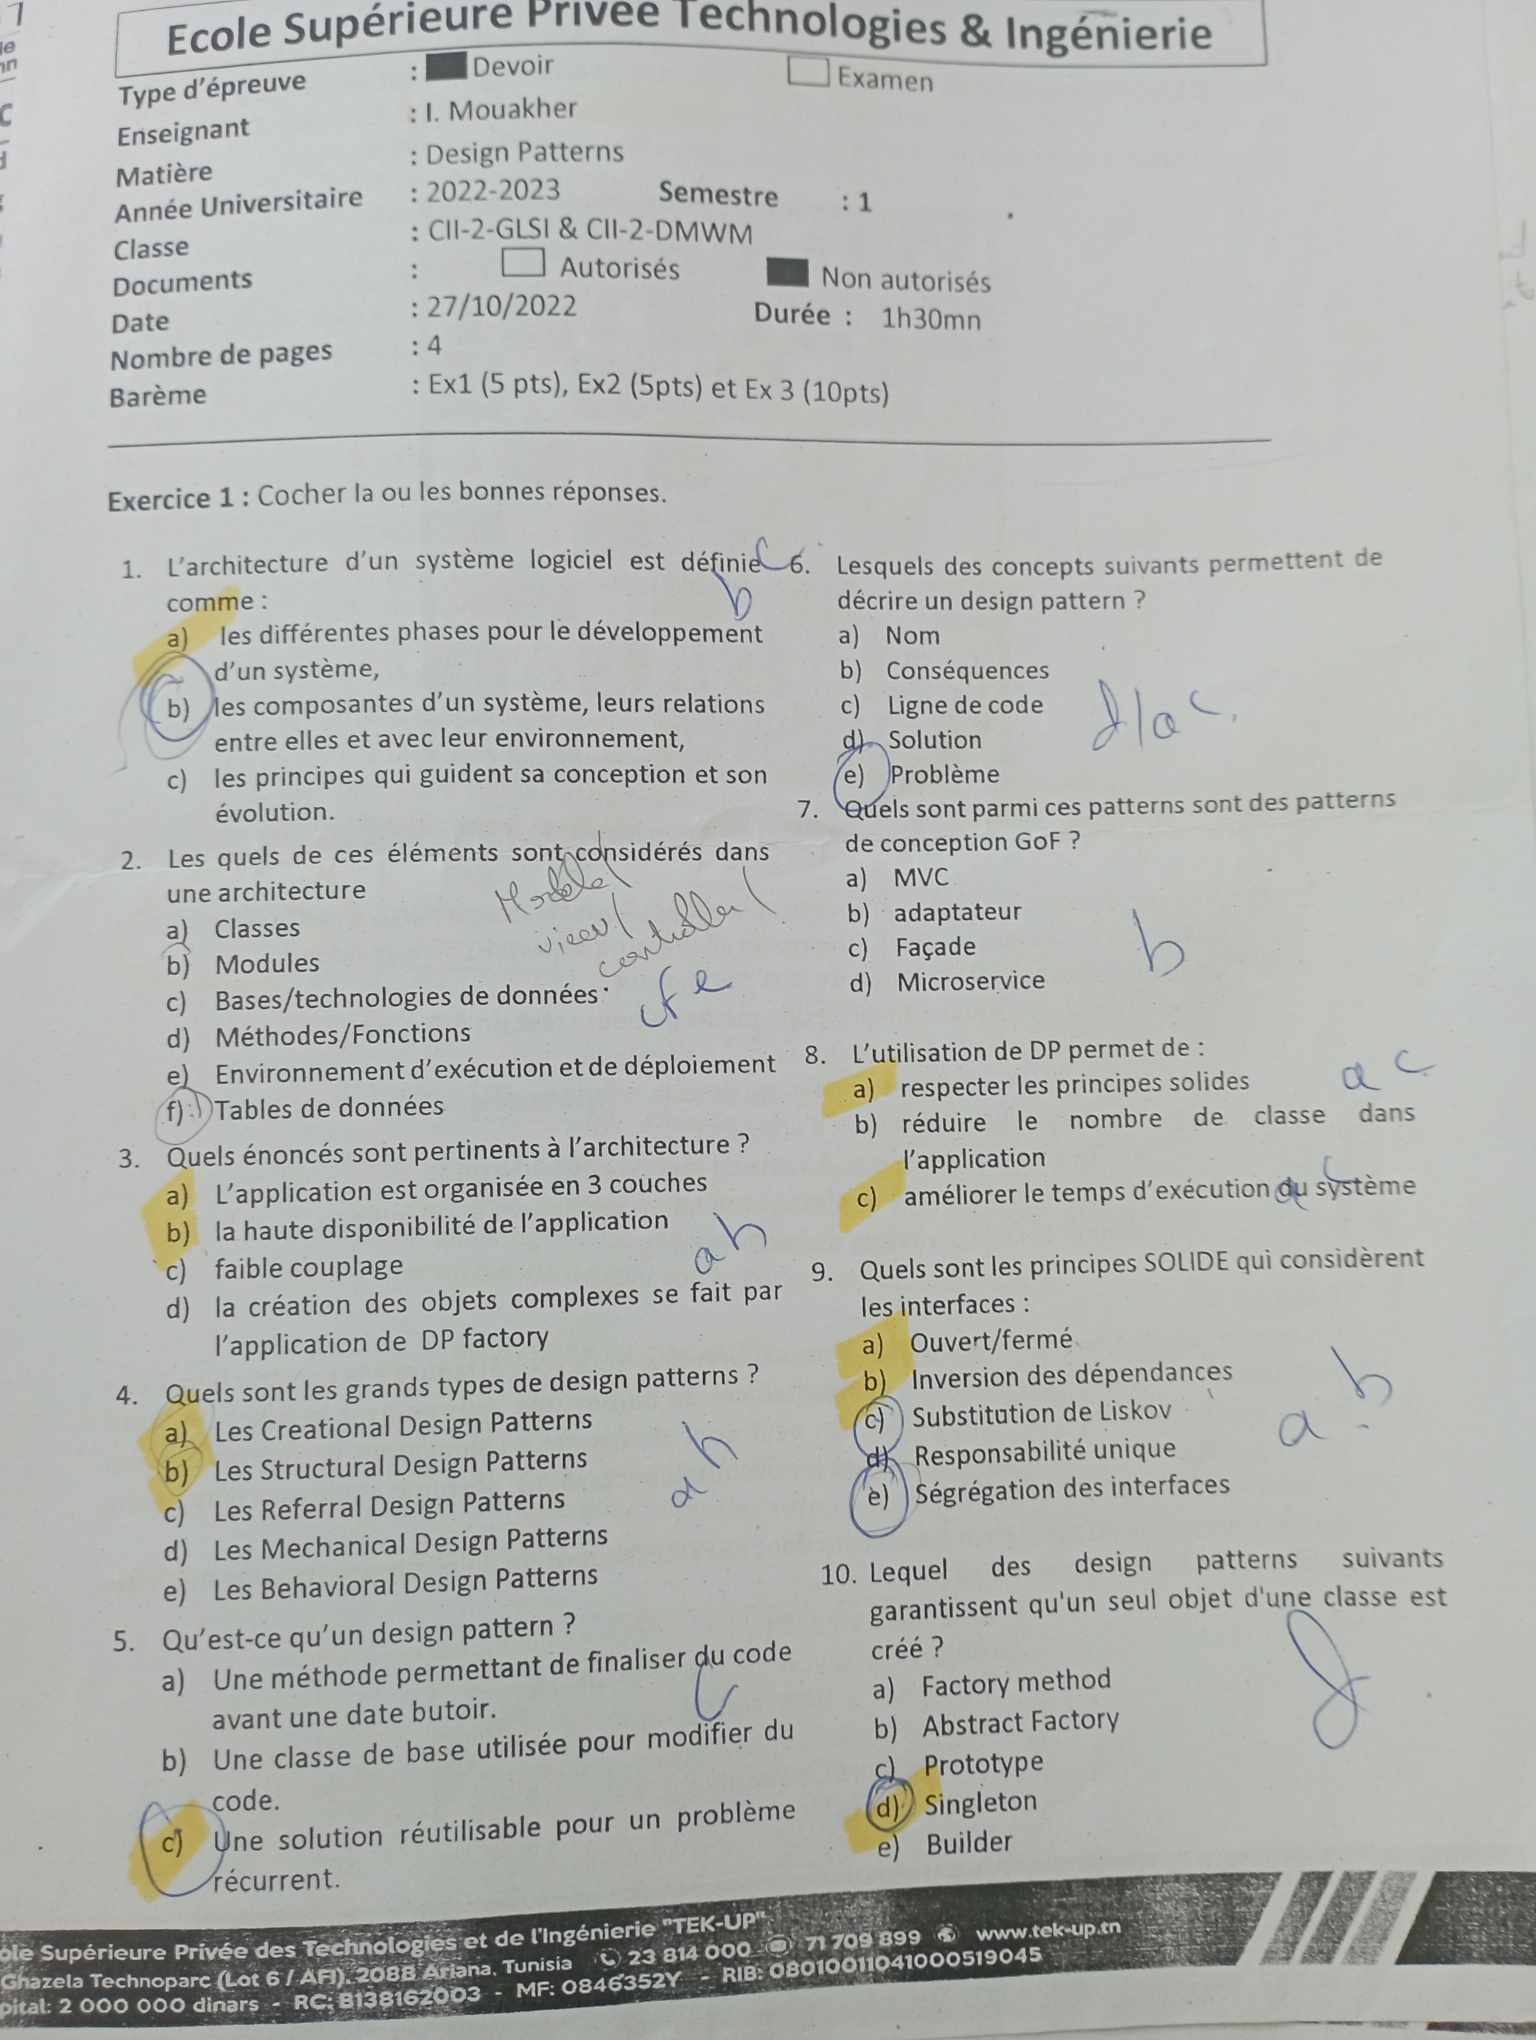 Ecole Supérieure Privée Technologies & Ingénierie
Type d'épreuve : Devoir Examen
Enseignant : I. Mouakher
Matière : Design Patterns
Année Universitaire : 2022-2023 Semestre : 1
Classe : CII-2-GLSI & CII-2-DMWM
Documents : Autorisés Non autorisés
Date : 27/10/2022 Durée : 1h30mn
Nombre de pages : 4
Barème : Ex1 (5 pts), Ex2 (5pts) et Ex 3 (10pts)
Exercice 1 : Cocher la ou les bonnes réponses.
1. L'architecture d'un système logiciel est définie
comme :
b
a) les différentes phases pour le développement
d'un système,
b) les composantes d'un système, leurs relations
entre elles et avec leur environnement,
c) les principes qui guident sa conception et son
évolution.
2. Les quels de ces éléments sont considérés dans
une architecture
Modele
view
controller
a) Classes
b) Modules
c) Bases/technologies de données
d) Méthodes/Fonctions
e) Environnement d'exécution et de déploiement
f) Tables de données
3. Quels énoncés sont pertinents à l'architecture ?
a) L'application est organisée en 3 couches
b) la haute disponibilité de l'application
c) faible couplage
d) la création des objets complexes se fait par
l'application de DP factory
a b
4. Quels sont les grands types de design patterns ?
a) Les Creational Design Patterns
b) Les Structural Design Patterns
c) Les Referral Design Patterns
d) Les Mechanical Design Patterns
e) Les Behavioral Design Patterns
a b
5. Qu'est-ce qu'un design pattern ?
a) Une méthode permettant de finaliser du code
avant une date butoir.
b) Une classe de base utilisée pour modifier du
code.
c) Une solution réutilisable pour un problème
récurrent.
6. Lesquels des concepts suivants permettent de
décrire un design pattern ?
a) Nom
b) Conséquences
c) Ligne de code
d) Solution
e) Problème
7. Quels sont parmi ces patterns sont des patterns
de conception GoF ?
a) MVC
b) adaptateur
c) Façade
d) Microservice
b
8. L'utilisation de DP permet de :
a) respecter les principes solides
b) réduire le nombre de classe dans
l'application
c) améliorer le temps d'exécution du système
a c
9. Quels sont les principes SOLIDE qui considèrent
les interfaces :
a) Ouvert/fermé
b) Inversion des dépendances
c) Substitution de Liskov
d) Responsabilité unique
e) Ségrégation des interfaces
a b
10. Lequel des design patterns suivants
garantissent qu'un seul objet d'une classe est
créé ?
a) Factory method
b) Abstract Factory
c) Prototype
d) Singleton
e) Builder
ole Supérieure Privée des Technologies et de l'Ingénierie "TEK-UP"
Ghazela Technoparc (Lot 6 / AFI), 2088 Ariana, Tunisia 23 814 000 71 709 899 www.tek-up.tn
pital: 2 000 000 dinars - RC: B138162003 - MF: 0846352Y - RIB: 08010011041000519045